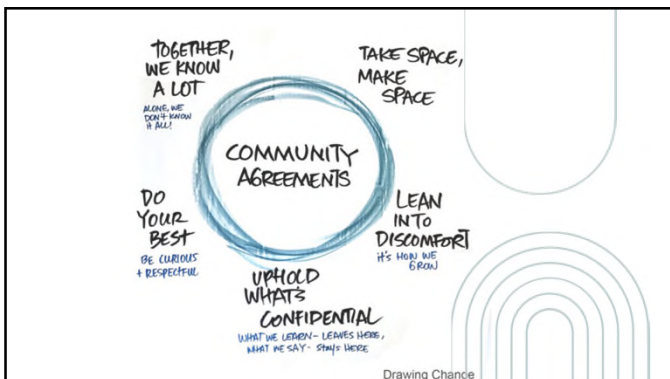 TOGETHER,
WE KNOW
A LOT
ALONE, WE
DON'T KNOW
IT ALL!
TAKE SPACE,
MAKE
SPACE
COMMUNITY
AGREEMENTS
DO
YOUR
BEST
BE CURIOUS
+ RESPECTFUL
LEAN
INTO
DISCOMFORT
IT'S HOW WE
GROW
UPHOLD
WHAT'S
CONFIDENTIAL
WHAT WE LEARN - LEAVES HERE,
WHAT WE SAY - STAYS HERE
Drawing Change